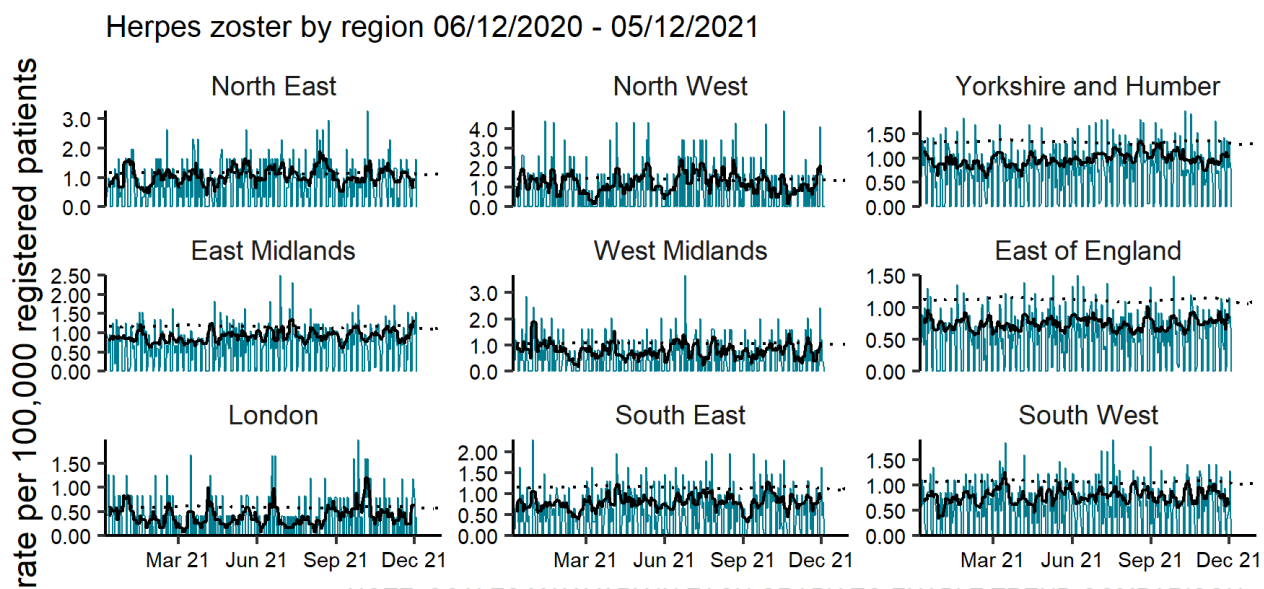 Herpes zoster by region 06/12/2020 - 05/12/2021
rate per 100,000 registered patients
North East
3.0
2.0
1.0
0.0
North West
4.0
3.0
2.0
1.0
0.0
Yorkshire and Humber
1.50
1.00
0.50
0.00
East Midlands
2.50
2.00
1.50
1.00
0.50
0.00
West Midlands
3.0
2.0
1.0
0.0
East of England
1.50
1.00
0.50
0.00
London
1.50
1.00
0.50
0.00
South East
2.00
1.50
1.00
0.50
0.00
South West
1.50
1.00
0.50
0.00
Mar 21 Jun 21 Sep 21 Dec 21
Mar 21 Jun 21 Sep 21 Dec 21
Mar 21 Jun 21 Sep 21 Dec 21